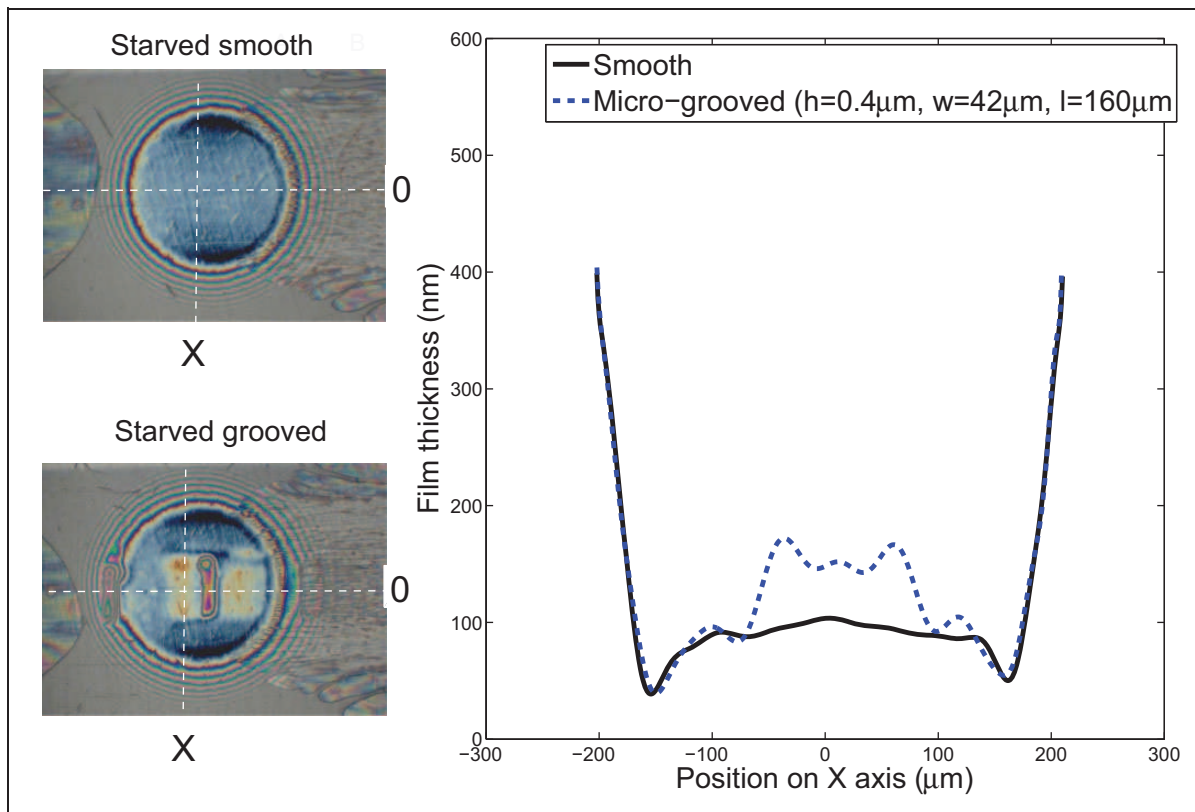 Starved smooth
0
X
Starved grooved
0
X
600
500
400
300
200
100
0
Film thickness (nm)
Smooth
Micro-grooved (h=0.4μm, w=42μm, l=160μm
−300
−200
−100
0
100
200
300
Position on X axis (μm)